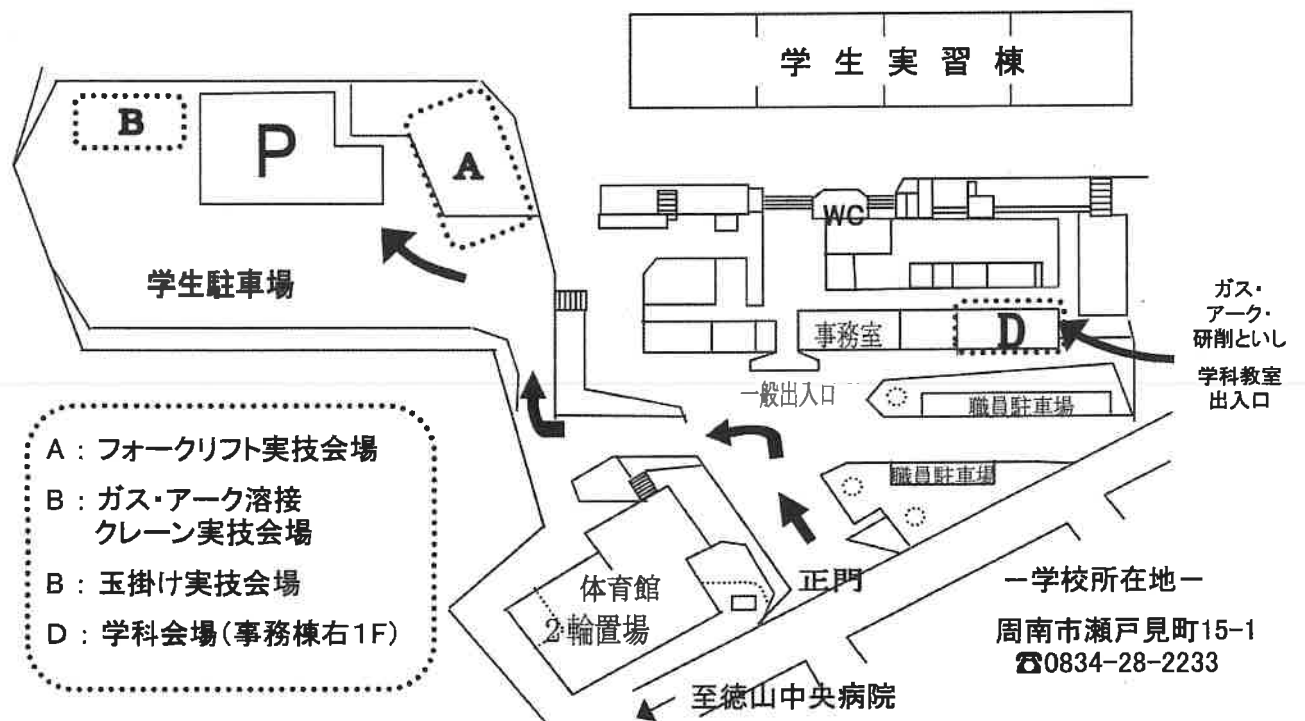 学生実習棟
B
P
A
WC
学生駐車場
事務室
D
ガス・
アーク・
研削といし
学科教室
出入口
一般出入口
職員駐車場
職員駐車場
A：フォークリフト実技会場
B：ガス・アーク溶接
クレーン実技会場
B：玉掛け実技会場
D：学科会場(事務棟右1F)
体育館
2輪置場
正門
－学校所在地－
周南市瀬戸見町15-1
☎0834-28-2233
至徳山中央病院